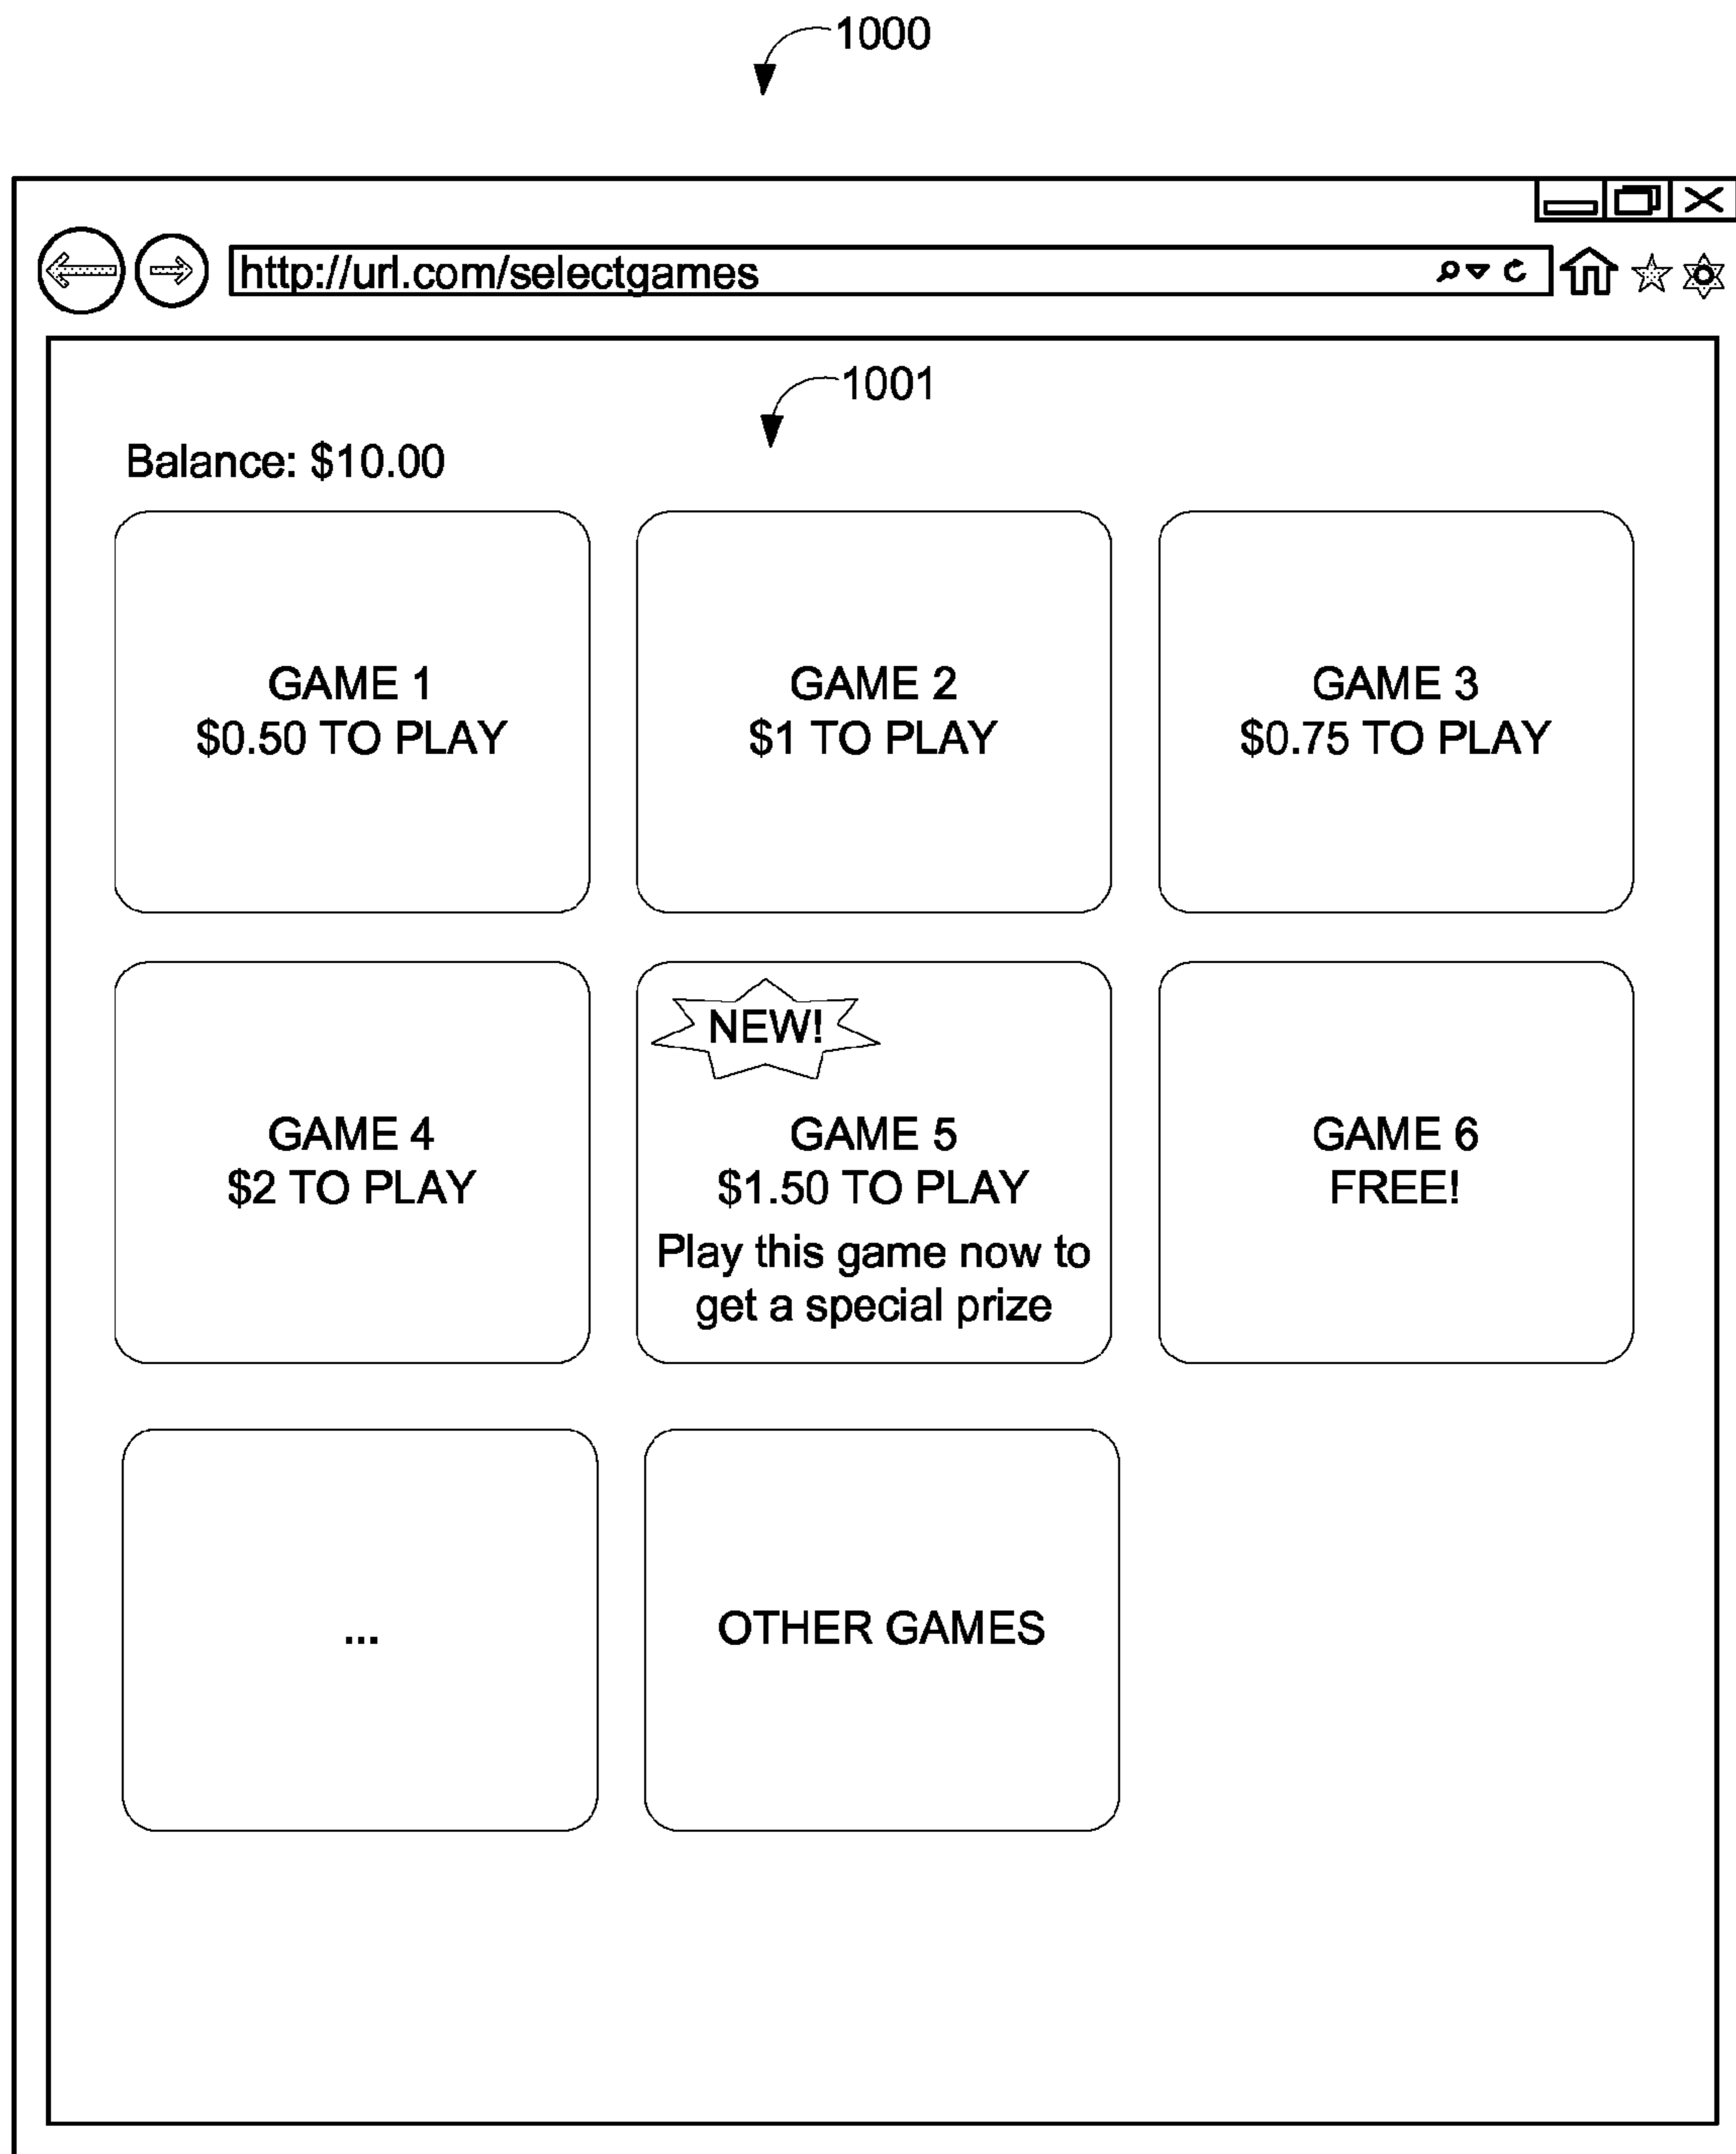 1000
http://url.com/selectgames
1001
Balance: $10.00
GAME 1
$0.50 TO PLAY
GAME 2
$1 TO PLAY
GAME 3
$0.75 TO PLAY
GAME 4
$2 TO PLAY
NEW!
GAME 5
$1.50 TO PLAY
Play this game now to
get a special prize
GAME 6
FREE!
...
OTHER GAMES